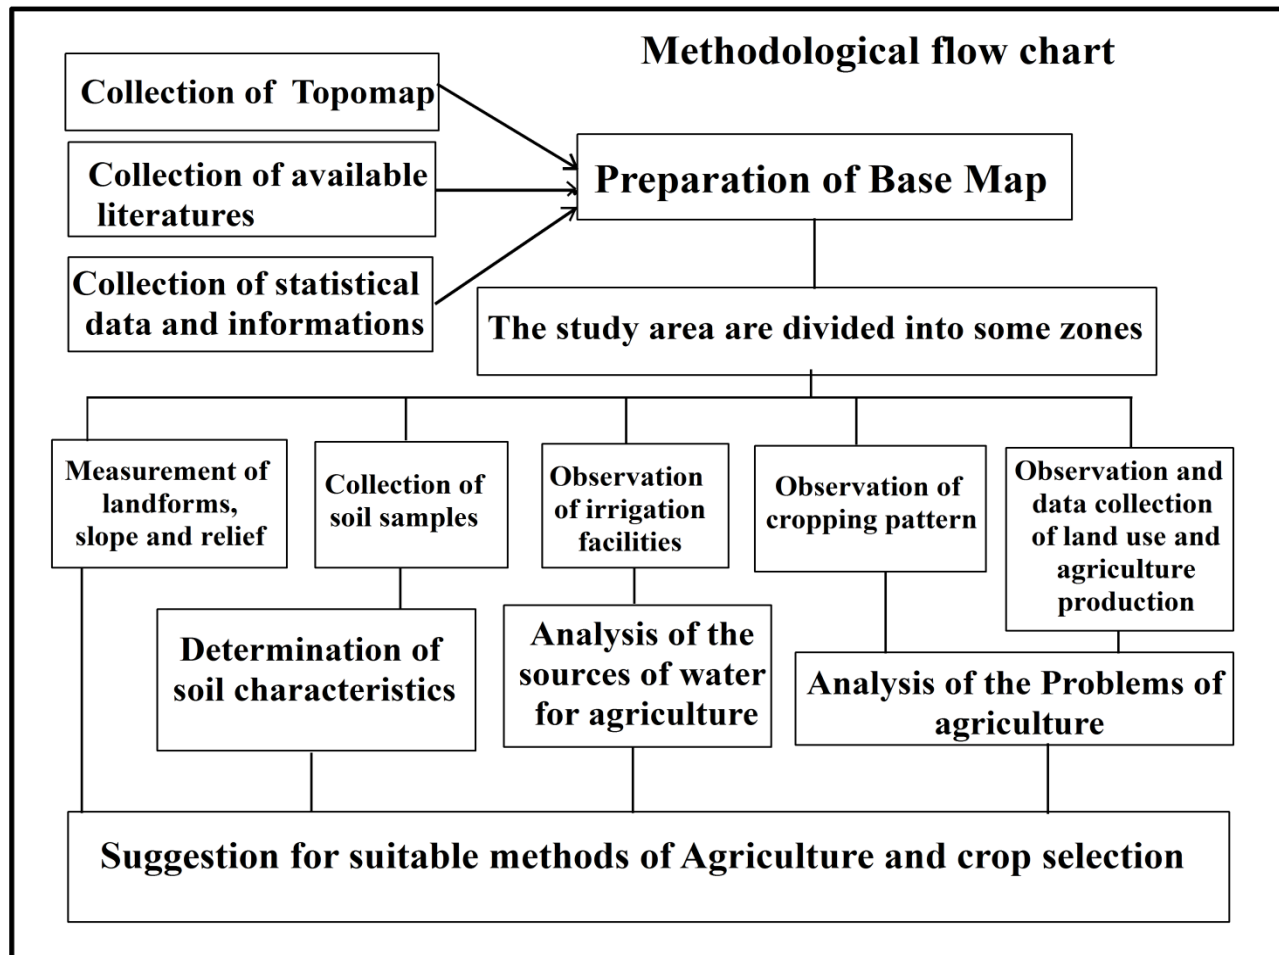 Methodological flow chart
Collection of Topomap
Collection of available
literatures
Collection of statistical
data and informations
Preparation of Base Map
The study area are divided into some zones
Measurement of
landforms,
slope and relief
Collection of
soil samples
Observation
of irrigation
facilities
Observation of
cropping pattern
Observation and
data collection
of land use and
agriculture
production
Determination of
soil characteristics
Analysis of the
sources of water
for agriculture
Analysis of the Problems of
agriculture
Suggestion for suitable methods of Agriculture and crop selection